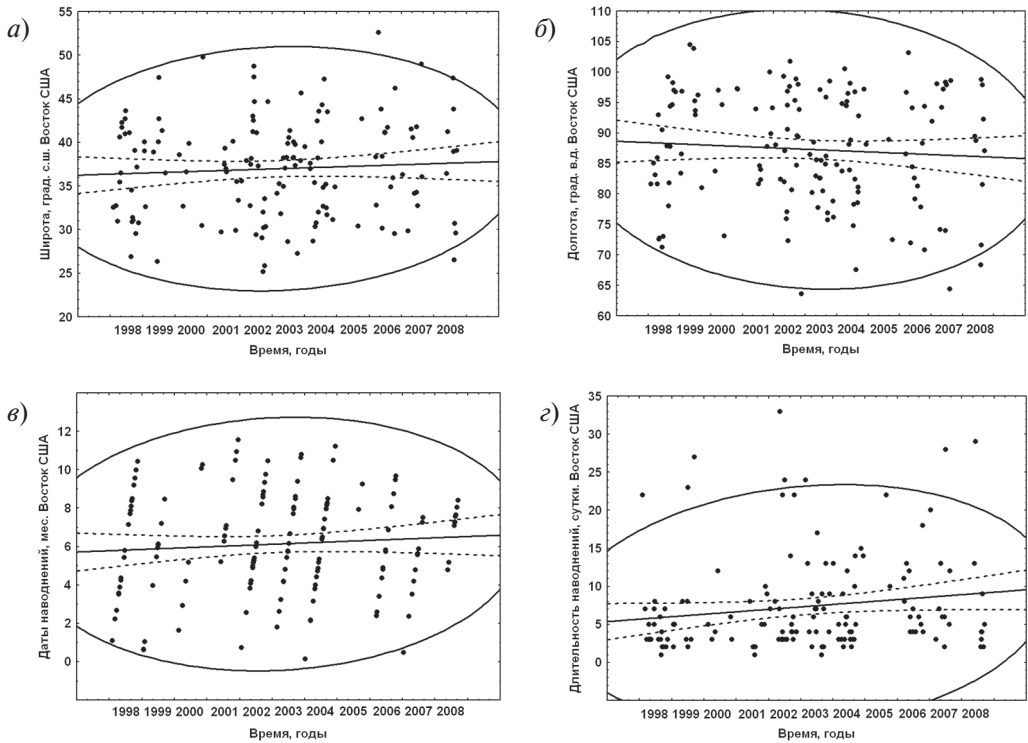 а)
Широта, град. с.ш. Восток США
55
50
45
40
35
30
25
20
1998 1999 2000 2001 2002 2003 2004 2005 2006 2007 2008
Время, годы
б)
Долгота, град. в.д. Восток США
110
105
100
95
90
85
80
75
70
65
60
1998 1999 2000 2001 2002 2003 2004 2005 2006 2007 2008
Время, годы
в)
Даты наводнений, мес. Восток США
12
10
8
6
4
2
0
1998 1999 2000 2001 2002 2003 2004 2005 2006 2007 2008
Время, годы
г)
Длительность наводнений, сутки. Восток США
35
30
25
20
15
10
5
0
1998 1999 2000 2001 2002 2003 2004 2005 2006 2007 2008
Время, годы